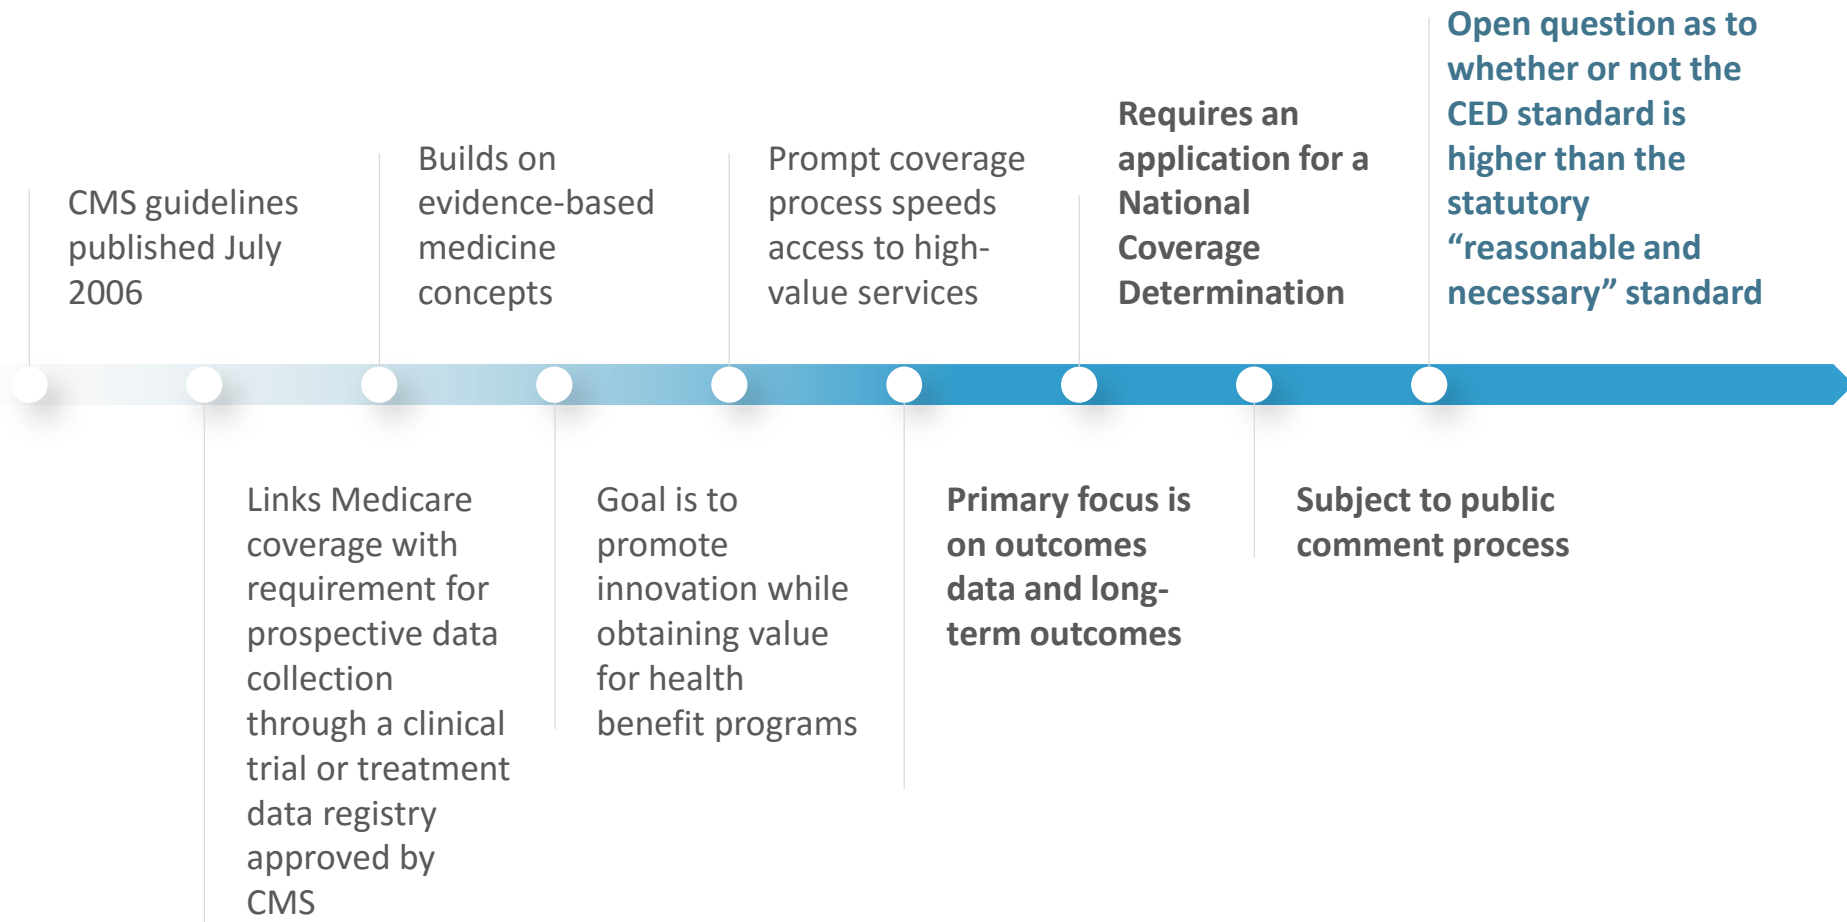 CMS guidelines
published July
2006
Links Medicare
coverage with
requirement for
prospective data
collection
through a clinical
trial or treatment
data registry
approved by
CMS
Builds on
evidence-based
medicine
concepts
Goal is to
promote
innovation while
obtaining value
for health
benefit programs
Prompt coverage
process speeds
access to high-
value services
Primary focus is
on outcomes
data and long-
term outcomes
Requires an
application for a
National
Coverage
Determination
Subject to public
comment process
Open question as to
whether or not the
CED standard is
higher than the
statutory
“reasonable and
necessary” standard